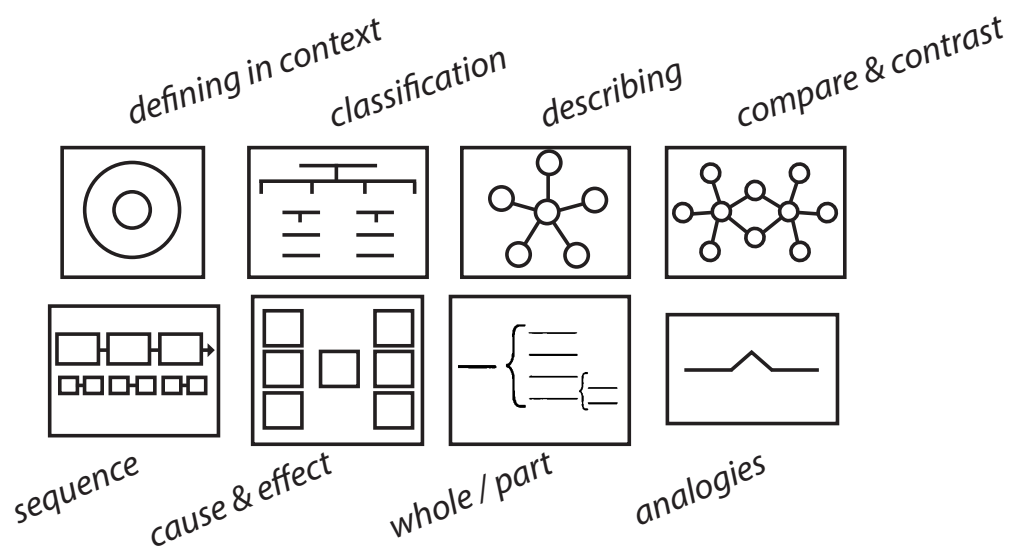 defining in context
classification
describing
compare & contrast
sequence
cause & effect
whole / part
analogies